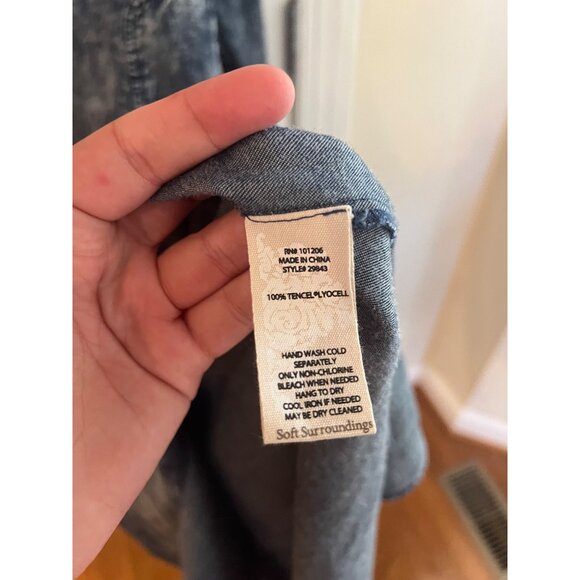 RN# 101206
MADE IN CHINA
STYLE# 29843
100% TENCEL®LYOCELL
HAND WASH COLD
SEPARATELY
ONLY NON-CHLORINE
BLEACH WHEN NEEDED
HANG TO DRY
COOL IRON IF NEEDED
MAY BE DRY CLEANED
Soft Surroundings